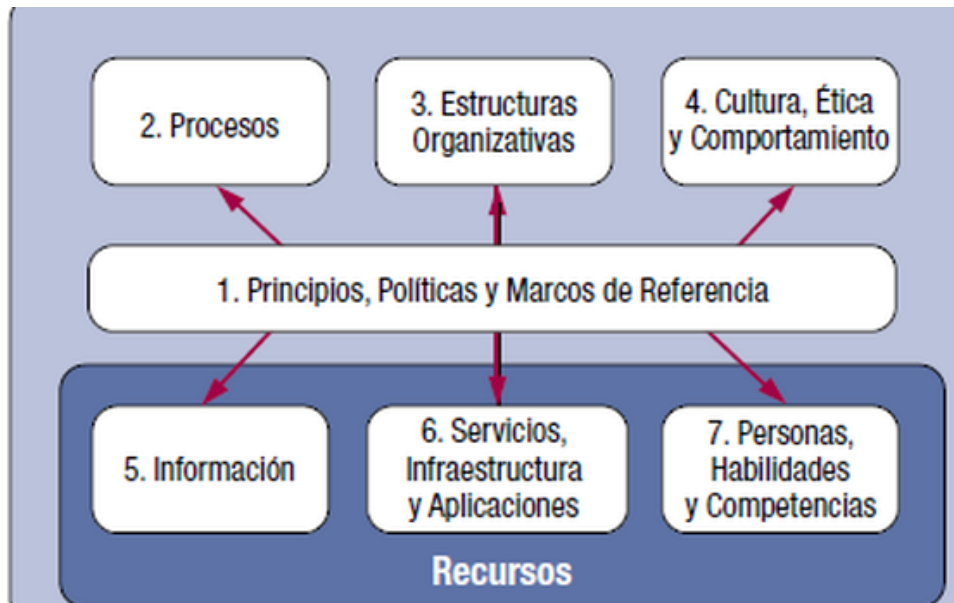 2. Procesos
3. Estructuras
Organizativas
4. Cultura, Ética
y Comportamiento
1. Principios, Políticas y Marcos de Referencia
5. Información
6. Servicios,
Infraestructura
y Aplicaciones
7. Personas,
Habilidades
y Competencias
Recursos